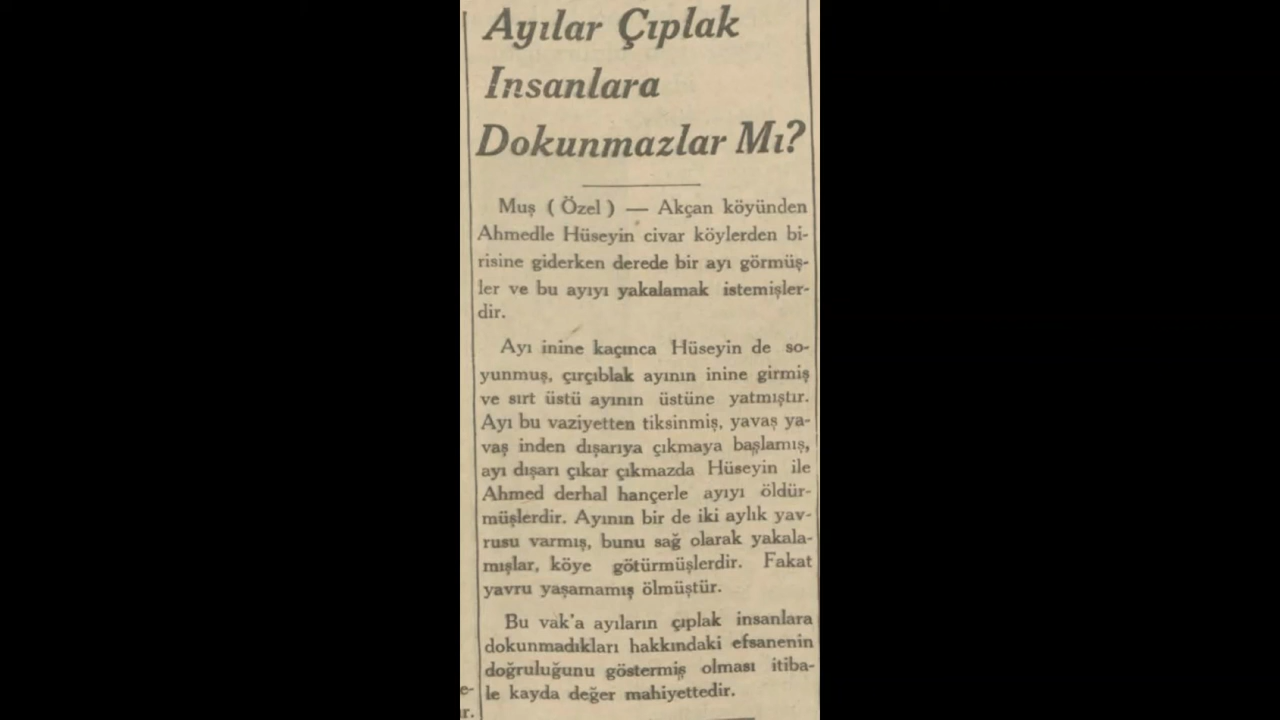 Ayılar Çıplak
Insanlara
Dokunmazlar Mı?
Muş ( Özel ) — Akçan köyünden
Ahmedle Hüseyin civar köylerden bi-
risine giderken derede bir ayı görmüş-
ler ve bu ayıyı yakalamak istemişler-
dir.
Ayı inine kaçınca Hüseyin de so-
yunmuş, çırçıblak ayının inine girmiş
ve sırt üstü ayının üstüne yatmıştır.
Ayı bu vaziyetten tiksinmiş, yavaş ya-
vaş inden dışarıya çıkmaya başlamış,
ayı dışarı çıkar çıkmazda Hüseyin ile
Ahmed derhal hançerle ayıyı öldür-
müşlerdir. Ayının bir de iki aylık yav-
rusu varmış, bunu sağ olarak yakala-
mışlar, köye götürmüşlerdir. Fakat
yavru yaşamamış ölmüştür.
Bu vak'a ayıların çıplak insanlara
dokunmadıkları hakkındaki efsanenin
doğruluğunu göstermiş olması itiba-
le kayda değer mahiyettedir.
e-
r.